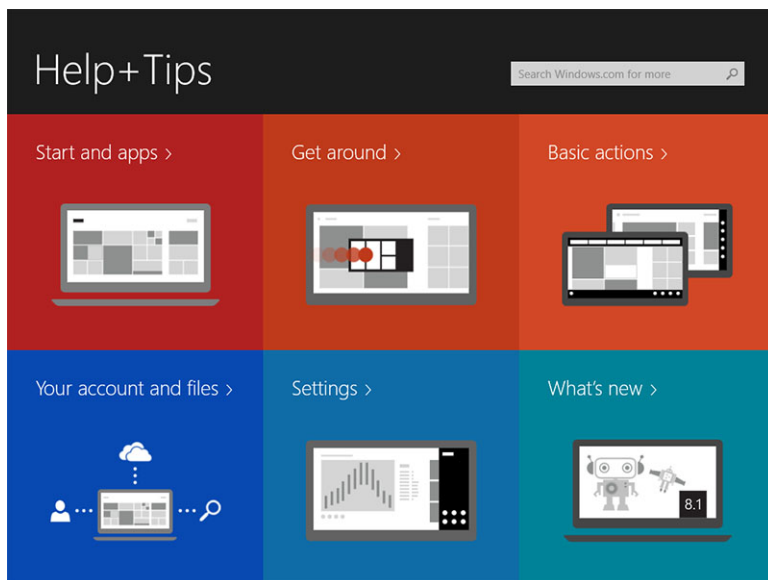 Help+Tips
Search Windows.com for more
Start and apps >
Get around >
Basic actions >
Your account and files >
Settings >
What's new >
8.1